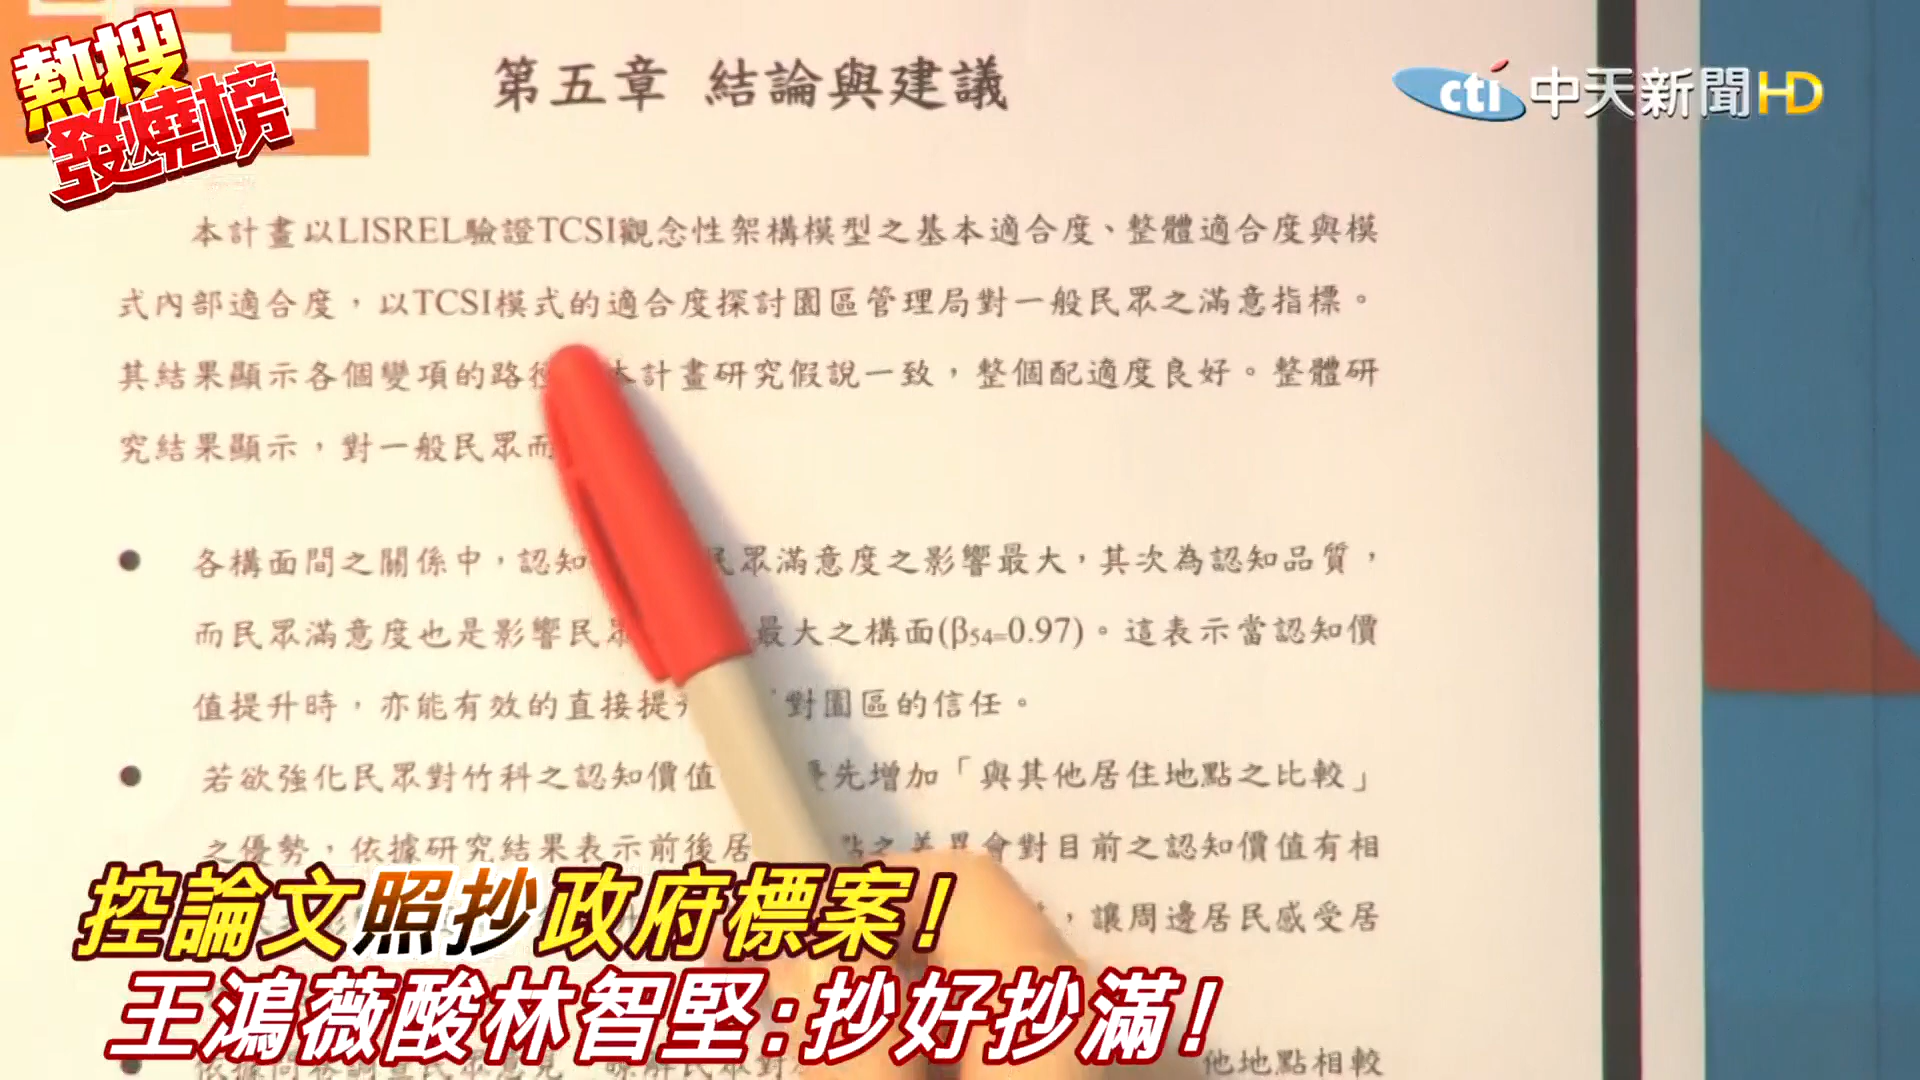 熱搜
發燒榜
cti 中天新聞HD
第五章 結論與建議
本計畫以LISREL驗證TCSI觀念性架構模型之基本適合度、整體適合度與模
式內部適合度，以TCSI模式的適合度探討園區管理局對一般民眾之滿意指標。
其結果顯示各個變項的路徑 本計畫研究假說一致，整個配適度良好。整體研
究結果顯示，對一般民眾而
● 各構面間之關係中，認知 民眾滿意度之影響最大，其次為認知品質，
而民眾滿意度也是影響民眾 最大之構面(β54=0.97)。這表示當認知價
值提升時，亦能有效的直接提升 對園區的信任。
● 若欲強化民眾對竹科之認知價值 優先增加「與其他居住地點之比較」
之優勢，依據研究結果表示前後居 點之差異會對目前之認知價值有相
，讓周邊居民感受居
控論文照抄政府標案!
王鴻薇酸林智堅:抄好抄滿!
他地點相較